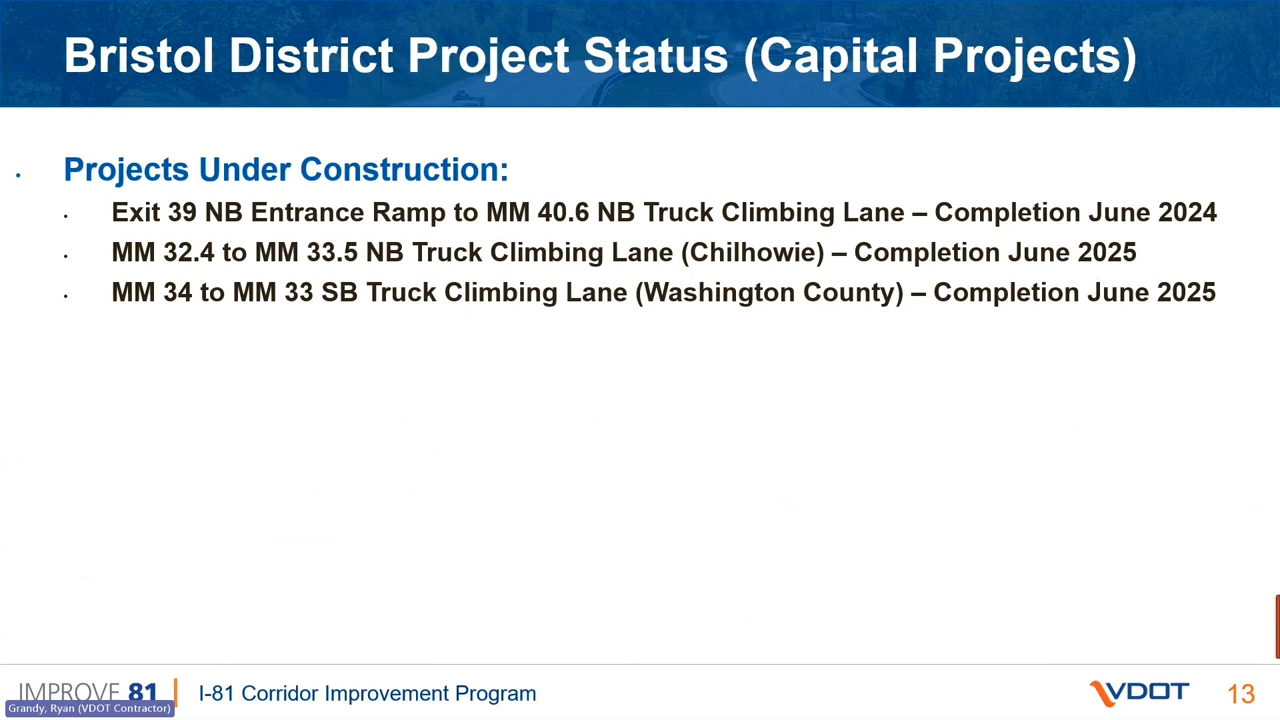 Bristol District Project Status (Capital Projects)
• Projects Under Construction:
• Exit 39 NB Entrance Ramp to MM 40.6 NB Truck Climbing Lane – Completion June 2024
• MM 32.4 to MM 33.5 NB Truck Climbing Lane (Chilhowie) – Completion June 2025
• MM 34 to MM 33 SB Truck Climbing Lane (Washington County) – Completion June 2025
IMPROVE 81 | I-81 Corridor Improvement Program
VDOT 13
Grandy, Ryan (VDOT Contractor)